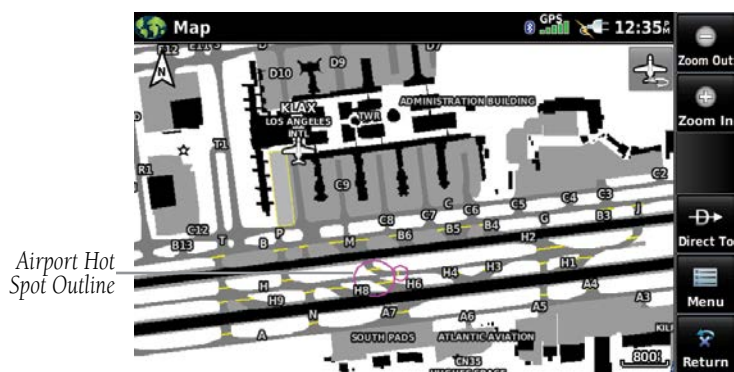 Map
GPS
12:35 PM
Zoom Out
Zoom In
Direct To
Menu
Return
Airport Hot
Spot Outline
N
E12
D7
D10
D9
ADMINISTRATION BUILDING
KLAX
LOS ANGELES
INTL
TWR
T1
R1
C9
C12
B13
T
B
P
M
C8
B6
C7
C
B5
C6
B4
C5
H2
G
C4
C3
B3
J
C2
H
H9
H8
H6
H4
H3
H1
A4
A3
A
N
A7
A6
A5
SOUTH PADS
ATLANTIC AVIATION
CN35
800'